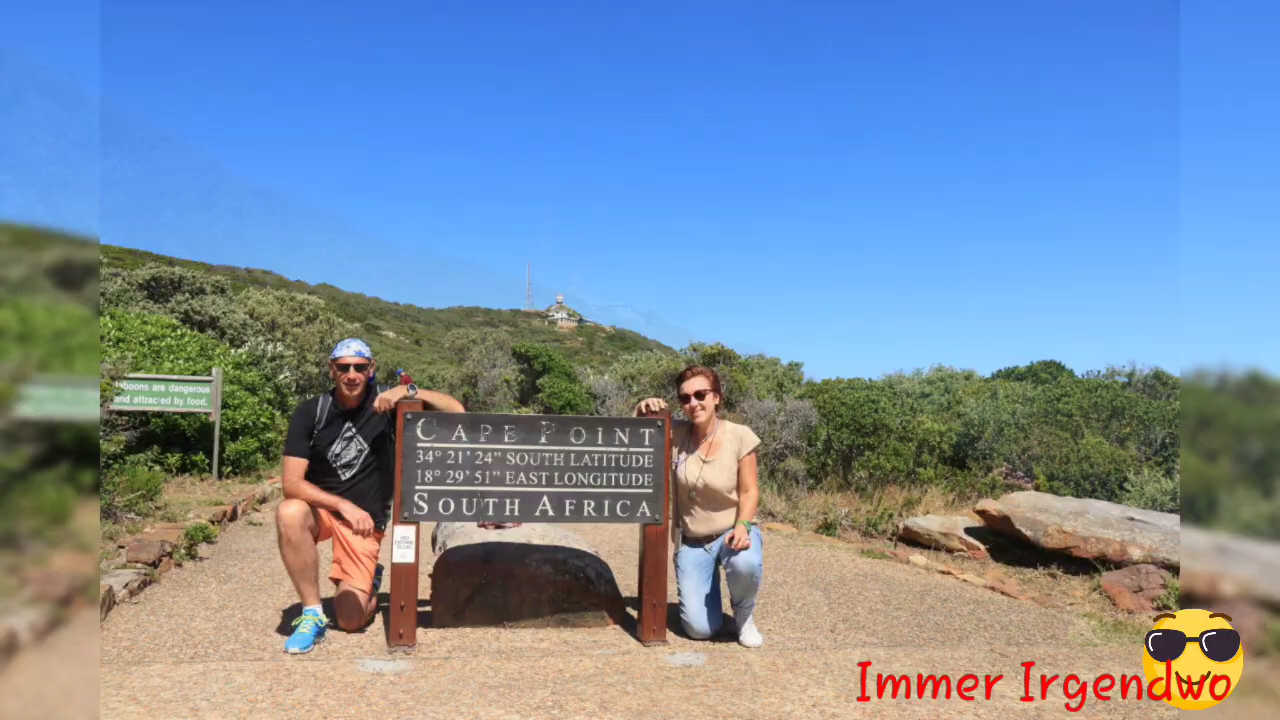 baboons are dangerous
and attracted by food.
CAPE POINT
34° 21' 24" SOUTH LATITUDE
18° 29' 51" EAST LONGITUDE
SOUTH AFRICA
Immer Irgendwo